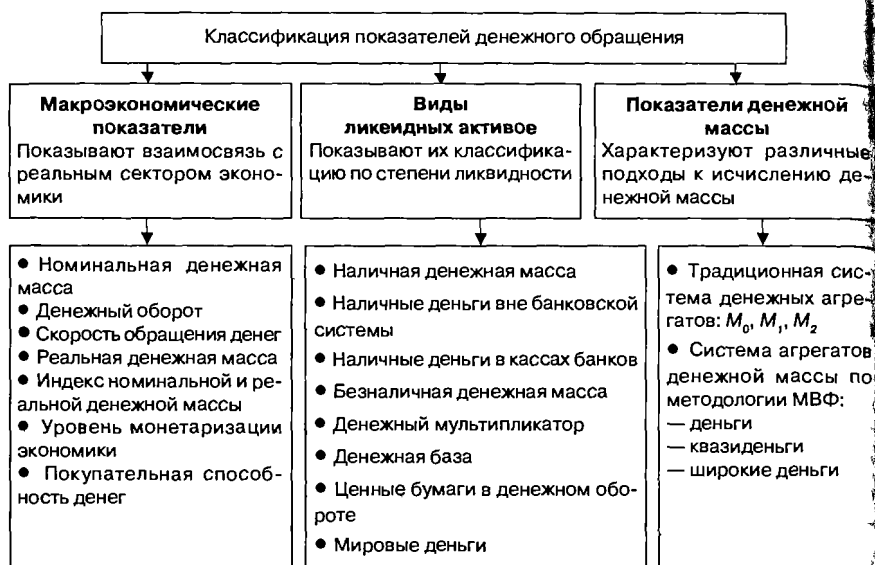 Классификация показателей денежного обращения
Макроэкономические
показатели
Показывают взаимосвязь с
реальным сектором эконо-
мики
Виды
ликеидных активое
Показывают их классифика-
цию по степени ликвидности
Показатели денежной
массы
Характеризуют различные
подходы к исчислению де-
нежной массы
● Номинальная денежная
масса
● Денежный оборот
● Скорость обращения денег
● Реальная денежная масса
● Индекс номинальной и ре-
альной денежной массы
● Уровень монетаризации
экономики
● Покупательная способ-
ность денег
● Наличная денежная масса
● Наличные деньги вне банковской
системы
● Наличные деньги в кассах банков
● Безналичная денежная масса
● Денежный мультипликатор
● Денежная база
● Ценные бумаги в денежном обо-
роте
● Мировые деньги
● Традиционная сис-
тема денежных агре-
гатов: M₀, M₁, M₂
● Система агрегатов
денежной массы по
методологии МВФ:
— деньги
— квазиденьги
— широкие деньги